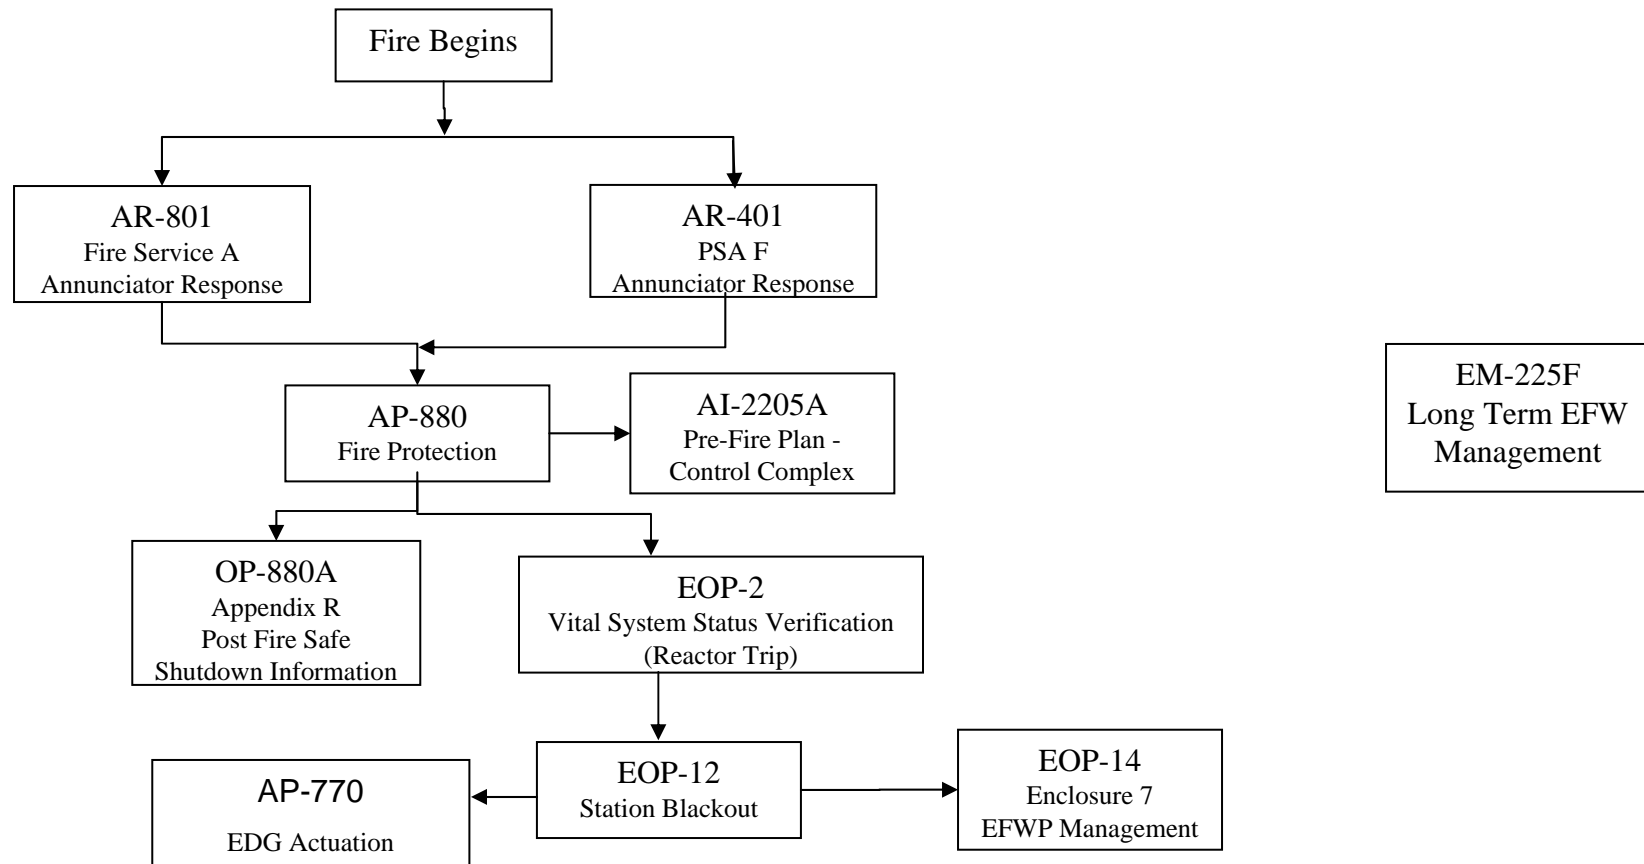 Fire Begins
AR-801
Fire Service A
Annunciator Response
AR-401
PSA F
Annunciator Response
AP-880
Fire Protection
AI-2205A
Pre-Fire Plan -
Control Complex
EM-225F
Long Term EFW
Management
OP-880A
Appendix R
Post Fire Safe
Shutdown Information
EOP-2
Vital System Status Verification
(Reactor Trip)
AP-770
EDG Actuation
EOP-12
Station Blackout
EOP-14
Enclosure 7
EFWP Management